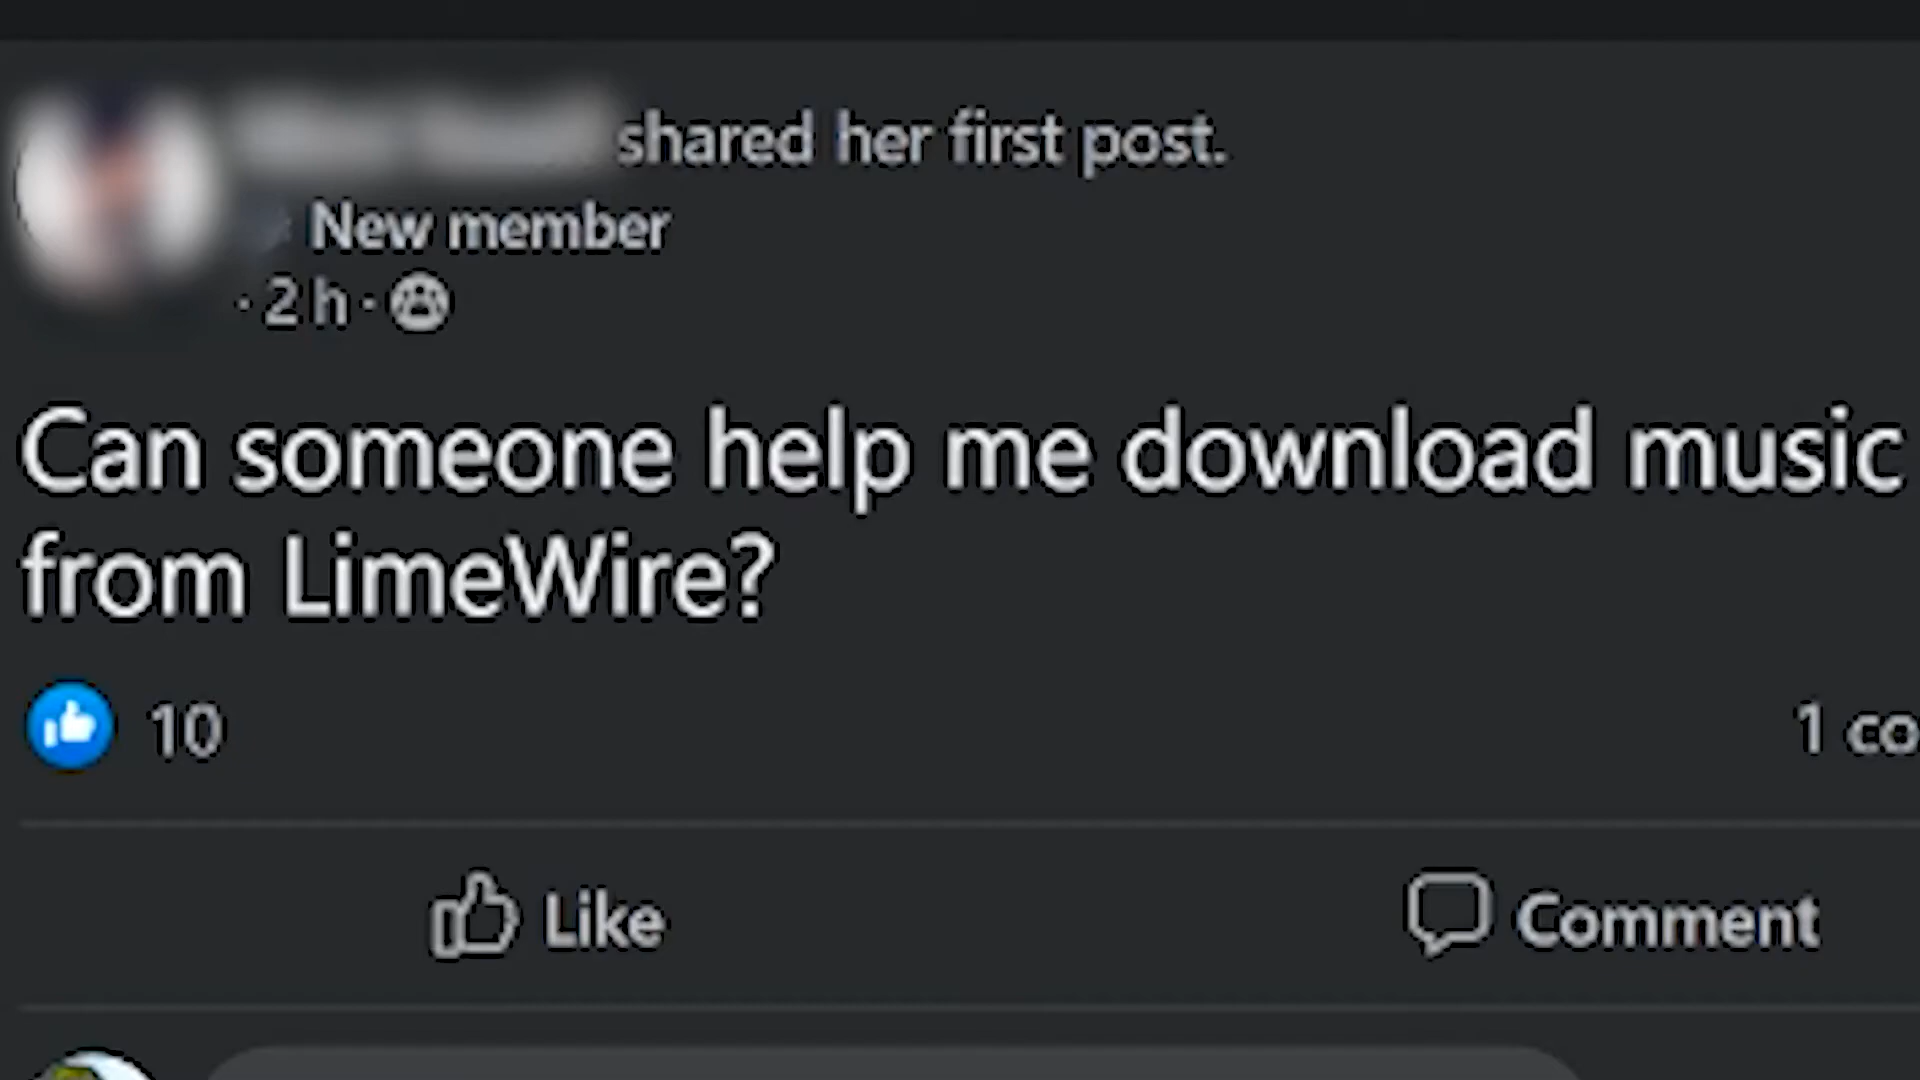 shared her first post.
New member
· 2 h ·
Can someone help me download music
from LimeWire?
10
1 co
Like
Comment